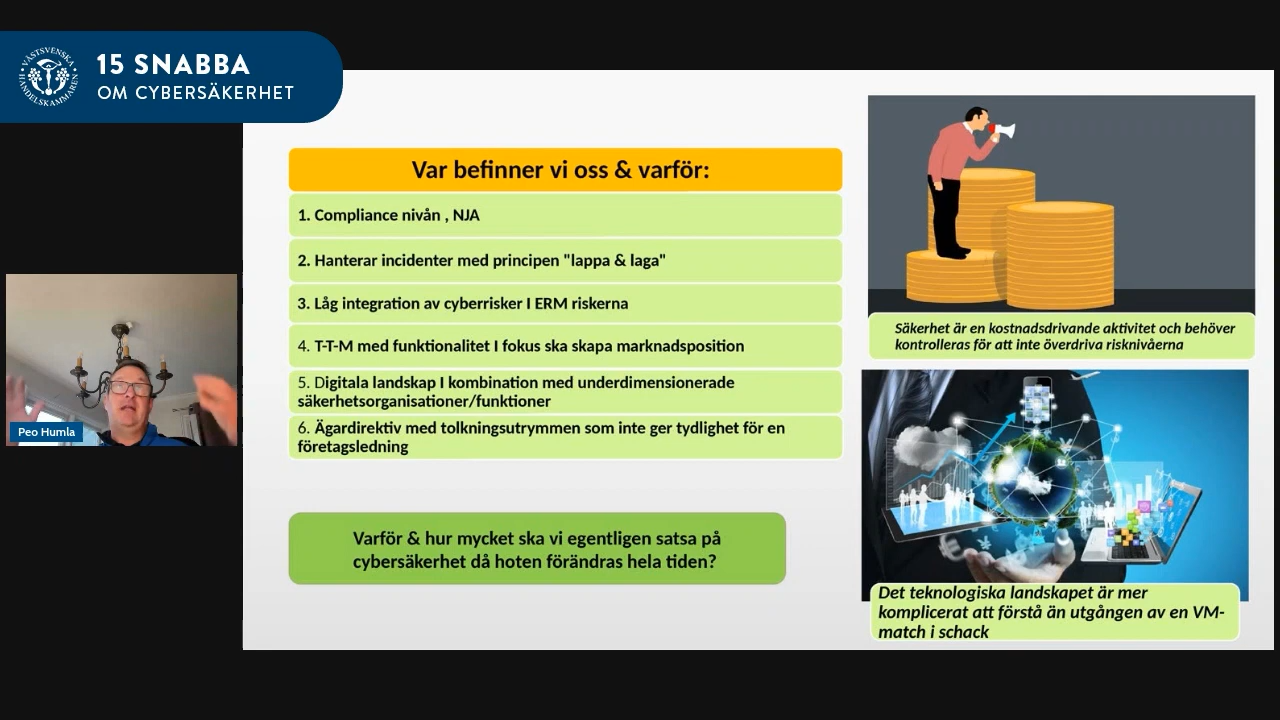 VÄSTSVENSKA
HANDELSKAMMAREN
15 SNABBA
OM CYBERSÄKERHET
Var befinner vi oss & varför:
1. Compliance nivån , NJA
2. Hanterar incidenter med principen "lappa & laga"
3. Låg integration av cyberrisker I ERM riskerna
4. T-T-M med funktionalitet I fokus ska skapa marknadsposition
5. Digitala landskap I kombination med underdimensionerade
säkerhetsorganisationer/funktioner
6. Ägardirektiv med tolkningsutrymmen som inte ger tydlighet för en
företagsledning
Varför & hur mycket ska vi egentligen satsa på
cybersäkerhet då hoten förändras hela tiden?
Säkerhet är en kostnadsdrivande aktivitet och behöver
kontrolleras för att inte överdriva risknivåerna
Det teknologiska landskapet är mer
komplicerat att förstå än utgången av en VM-
match i schack
Peo Humla